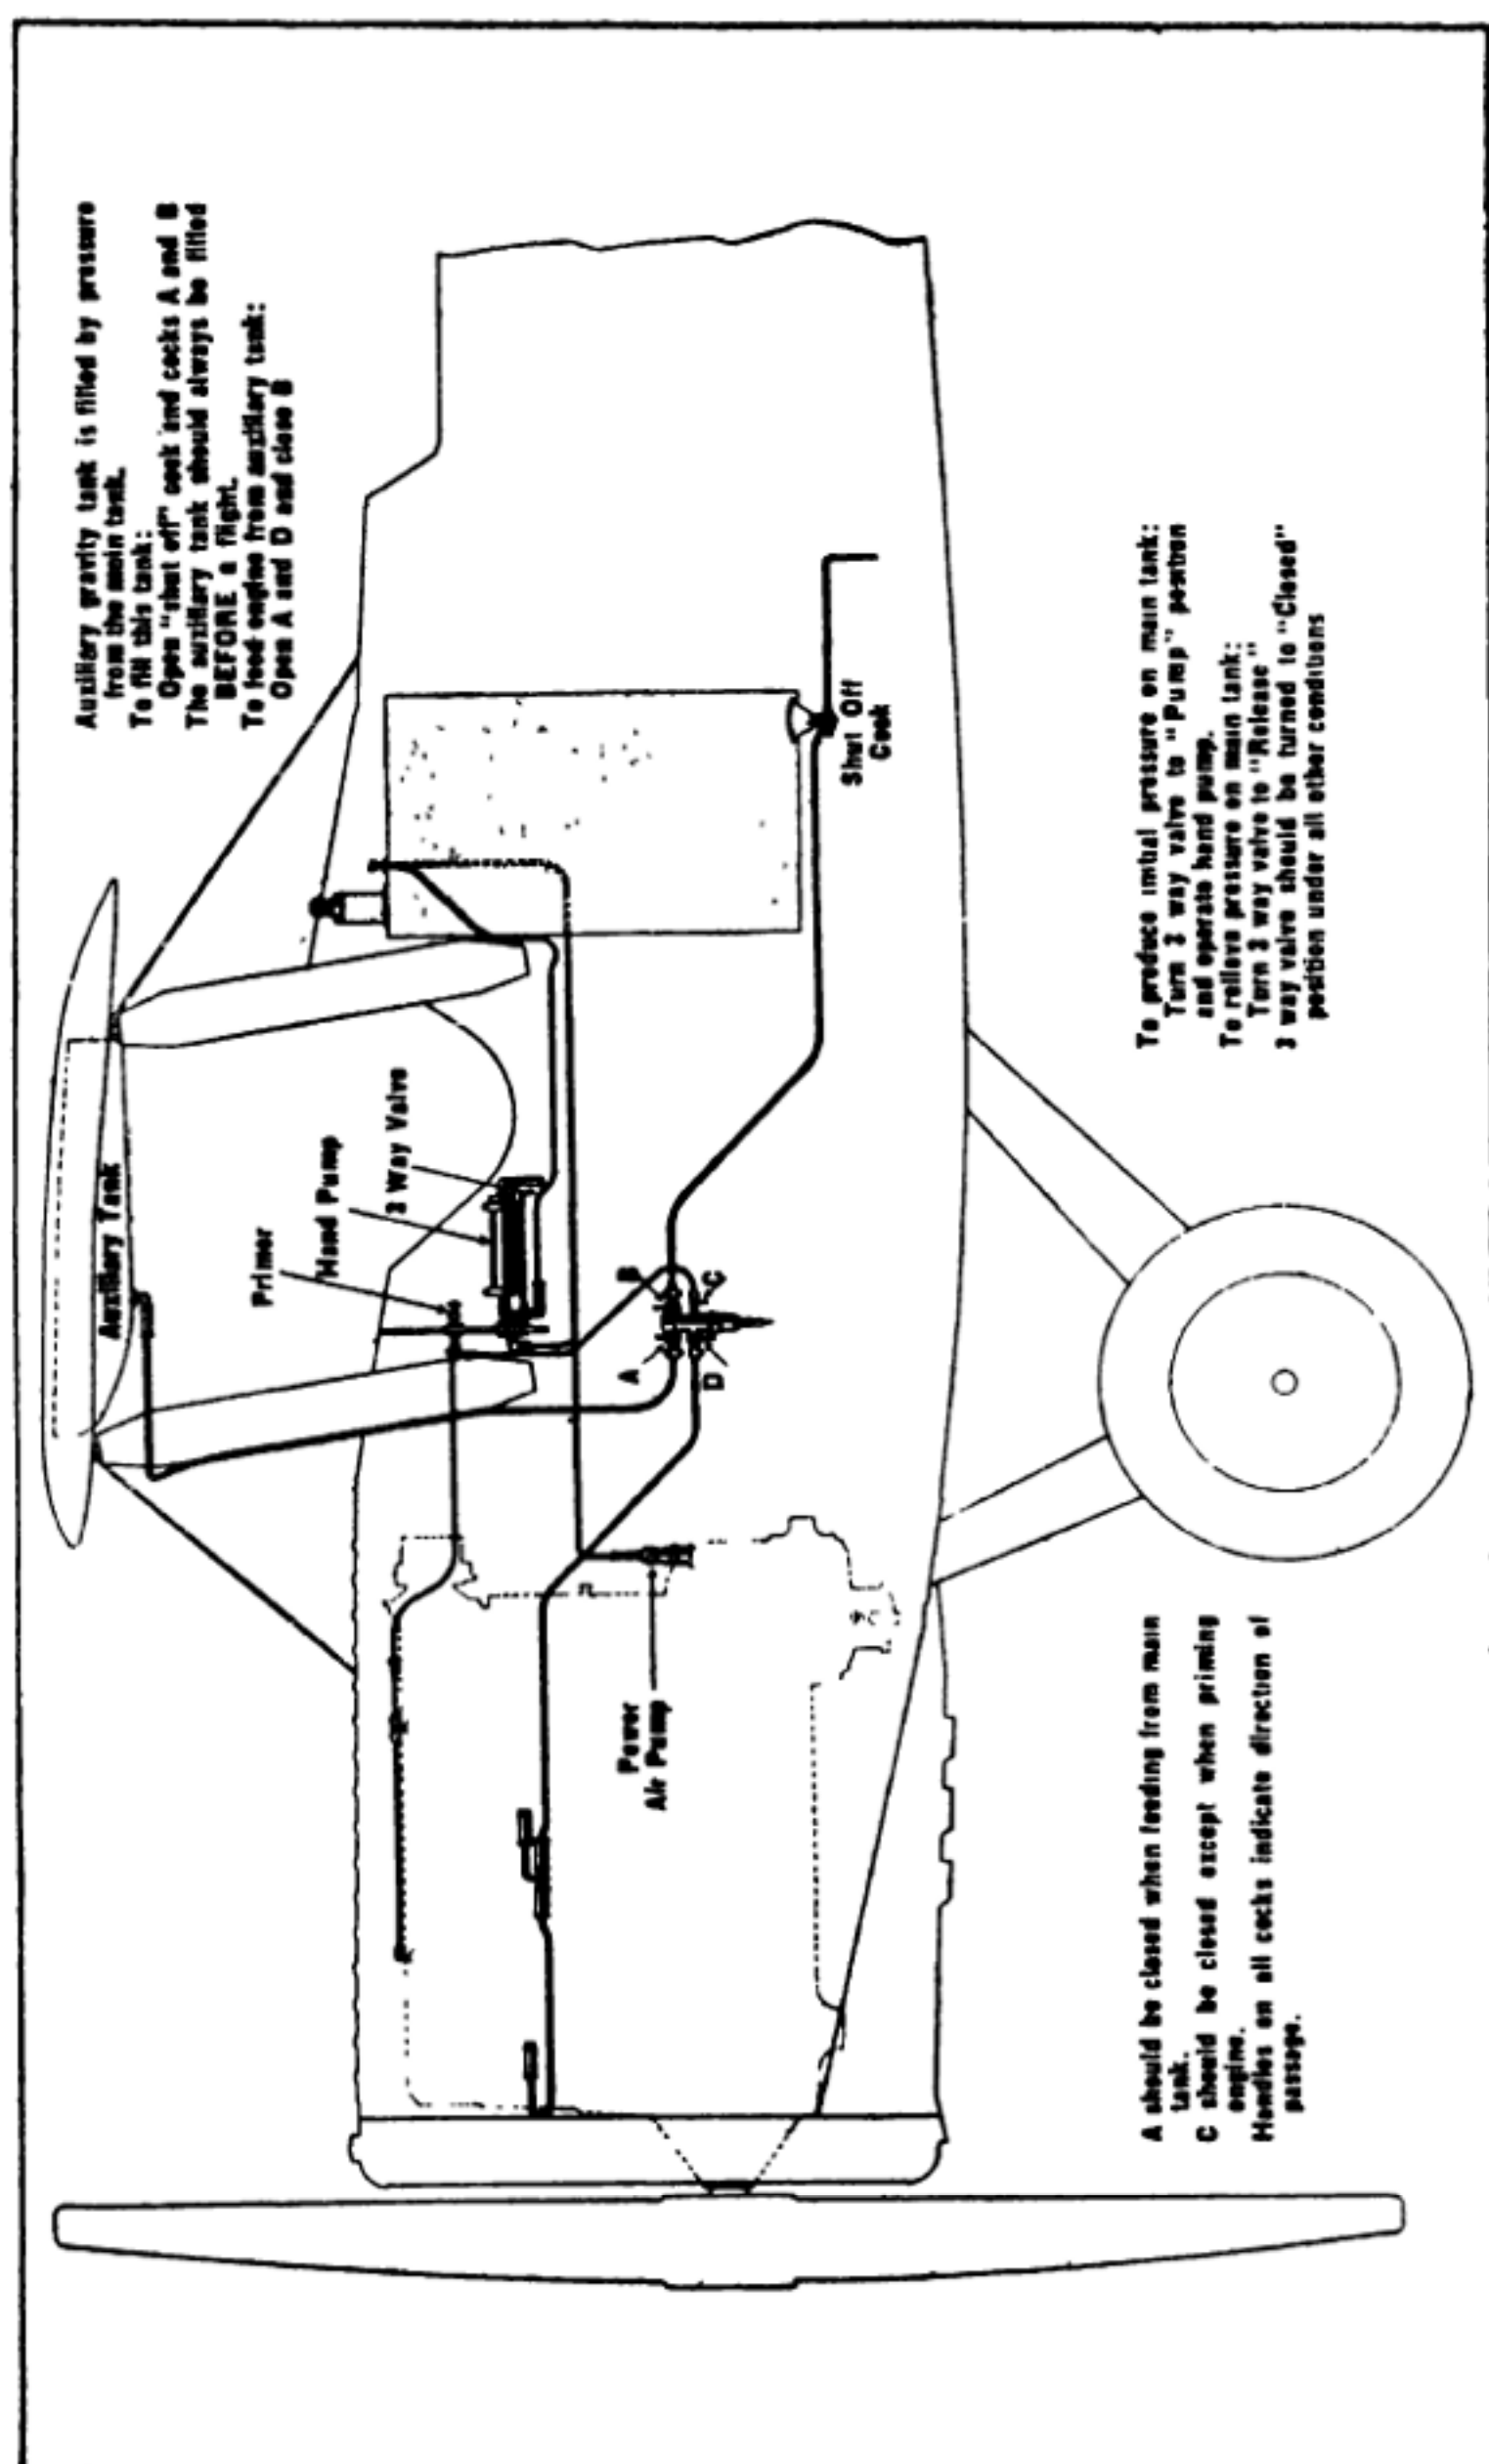 Auxiliary gravity tank is filled by pressure
from the main tank.
To fill this tank:
Open "shut off" cock and cocks A and B
The auxiliary tank should always be filled
BEFORE a flight.
To feed engine from auxiliary tank:
Open A and D and close B
Auxiliary Tank
Primer
Hand Pump
3 Way Valve
B
C
A
D
Shut Off
Cock
Power
Air Pump
A should be closed when feeding from main
tank.
C should be closed except when priming
engine.
Handles on all cocks indicate direction of
passage.
To produce initial pressure on main tank:
Turn 3 way valve to "Pump" position
and operate hand pump.
To relieve pressure on main tank:
Turn 3 way valve to "Release"
3 way valve should be turned to "Closed"
position under all other conditions